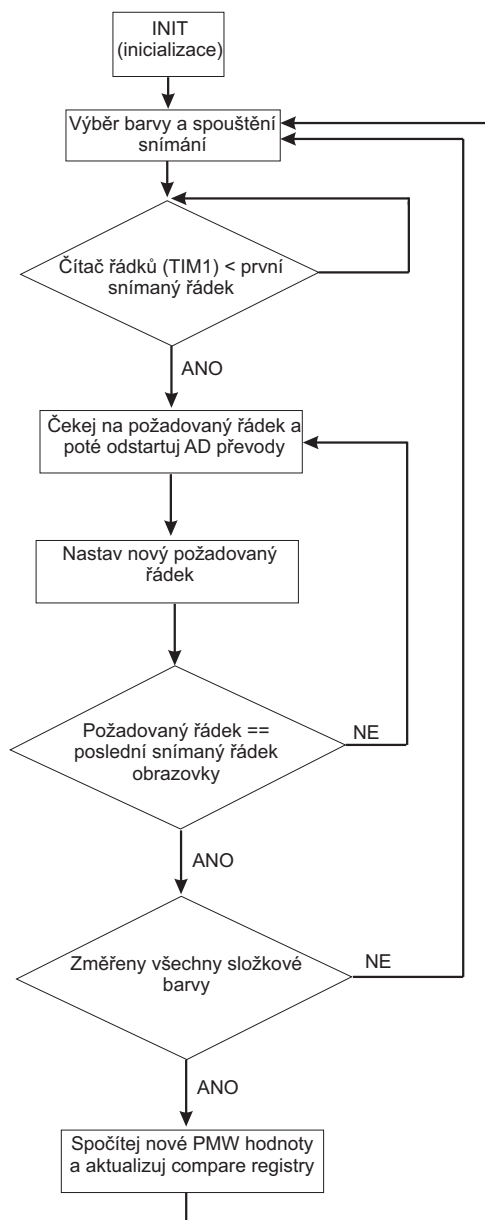 INIT
(inicializace)
Výběr barvy a spouštění
snímání
Čítač řádků (TIM1) < první
snímaný řádek
ANO
Čekej na požadovaný řádek a
poté odstartuj AD převody
Nastav nový požadovaný
řádek
Požadovaný řádek ==
poslední snímaný řádek
obrazovky
NE
ANO
Změřeny všechny složkové
barvy
NE
ANO
Spočítej nové PMW hodnoty
a aktualizuj compare registry